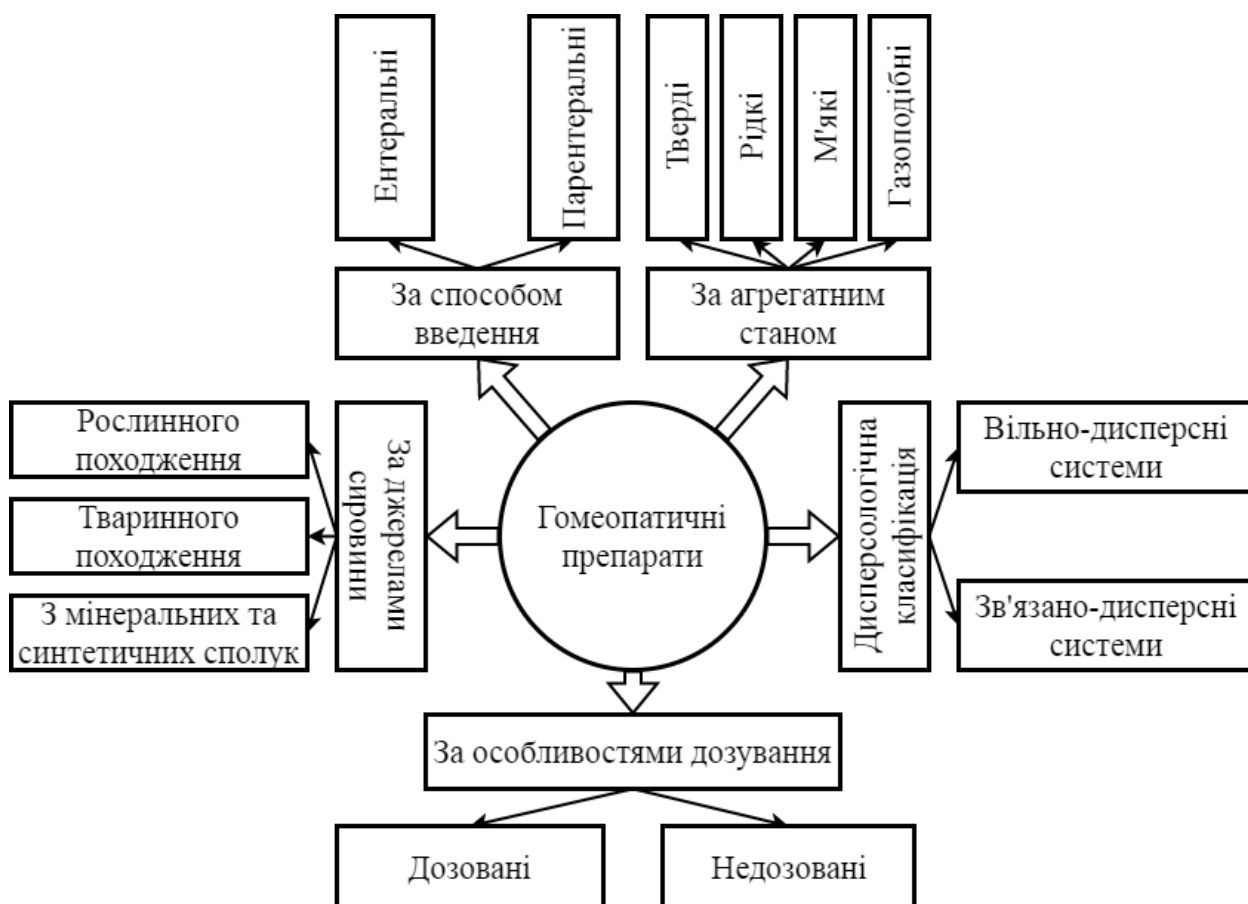 Ентеральні
Парентеральні
Тверді
Рідкі
М'які
Газоподібні
За способом
введення
За агрегатним
станом
Рослинного
походження
Тваринного
походження
З мінеральних та
синтетичних сполук
За джерелами
сировини
Гомеопатичні
препарати
Дисперсологічна
класифікація
Вільно-дисперсні
системи
Зв'язано-дисперсні
системи
За особливостями дозування
Дозовані
Недозовані